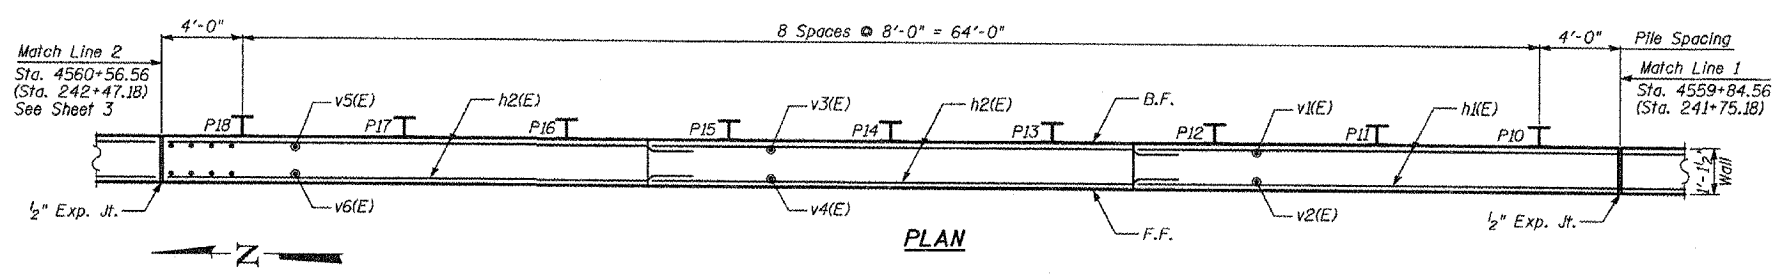 4'-0"
8 Spaces @ 8'-0" = 64'-0"
4'-0"
Pile Spacing
Match Line 2
Sta. 4560+56.56
(Sta. 242+47.18)
See Sheet 3
Match Line 1
Sta. 4559+84.56
(Sta. 241+75.18)
v5(E)
h2(E)
v3(E)
h2(E)
B.F.
v1(E)
h1(E)
P18
P17
P16
P15
P14
P13
P12
P11
P10
1'-1½"
Wall
½" Exp. Jt.
v6(E)
v4(E)
F.F.
v2(E)
½" Exp. Jt.
PLAN
N